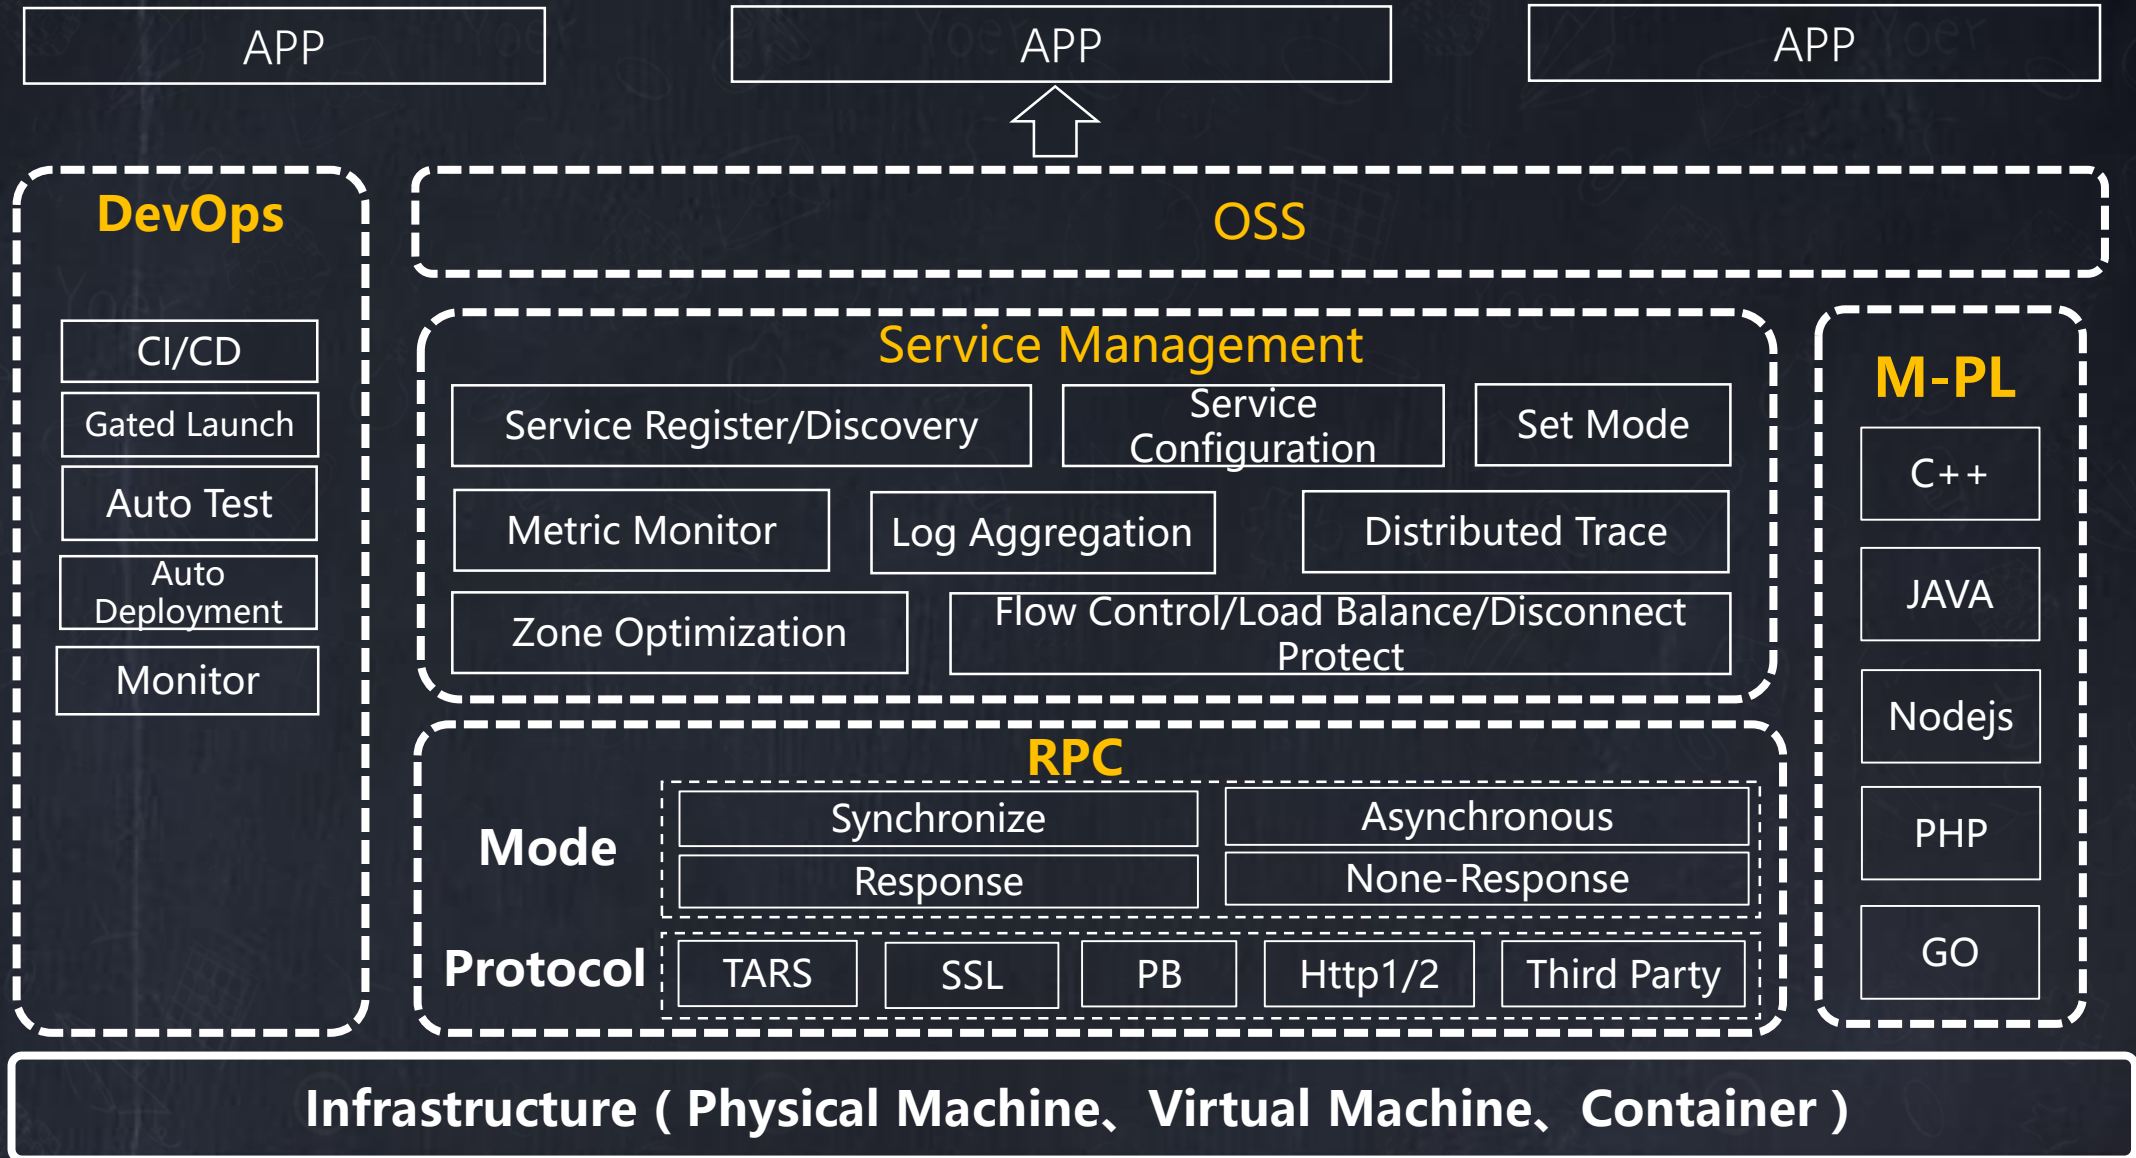 APP
APP
APP
DevOps
CI/CD
Gated Launch
Auto Test
Auto
Deployment
Monitor
OSS
Service Management
Service Register/Discovery
Service
Configuration
Set Mode
Metric Monitor
Log Aggregation
Distributed Trace
Zone Optimization
Flow Control/Load Balance/Disconnect
Protect
RPC
Mode
Synchronize
Asynchronous
Response
None-Response
Protocol
TARS
SSL
PB
Http1/2
Third Party
M-PL
C++
JAVA
Nodejs
PHP
GO
Infrastructure（Physical Machine、Virtual Machine、Container）